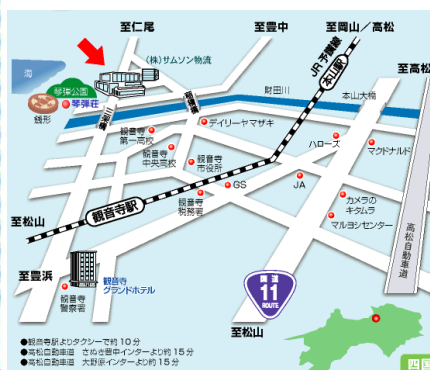 至仁尾
至豊中
至岡山／高松
(株)サムソン物流
JR予讃線
本山駅
至高松
海
琴弾公園
琴弾荘
銭形
三架橋
財田川
本山大橋
デイリーヤマザキ
観音寺
第一高校
観音寺
中央高校
観音寺
市役所
ハローズ
マクドナルド
GS
JA
観音寺
税務署
カメラの
キタムラ
マルヨシセンター
至松山
観音寺駅
高松自動車道
至豊浜
観音寺
グランドホテル
観音寺
警察署
国道
11
ROUTE
至松山
●観音寺駅よりタクシーで約10分
●高松自動車道　さぬき豊中インターより約15分
●高松自動車道　大野原インターより約15分
四国